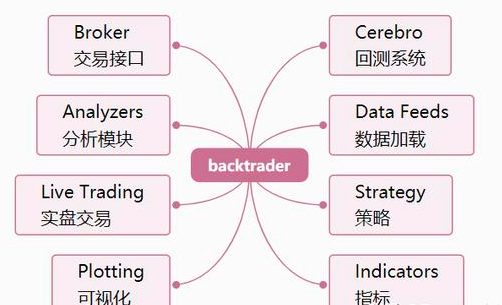 Broker
交易接口
Analyzers
分析模块
Live Trading
实盘交易
Plotting
可视化
backtrader
Cerebro
回测系统
Data Feeds
数据加载
Strategy
策略
Indicators
指标